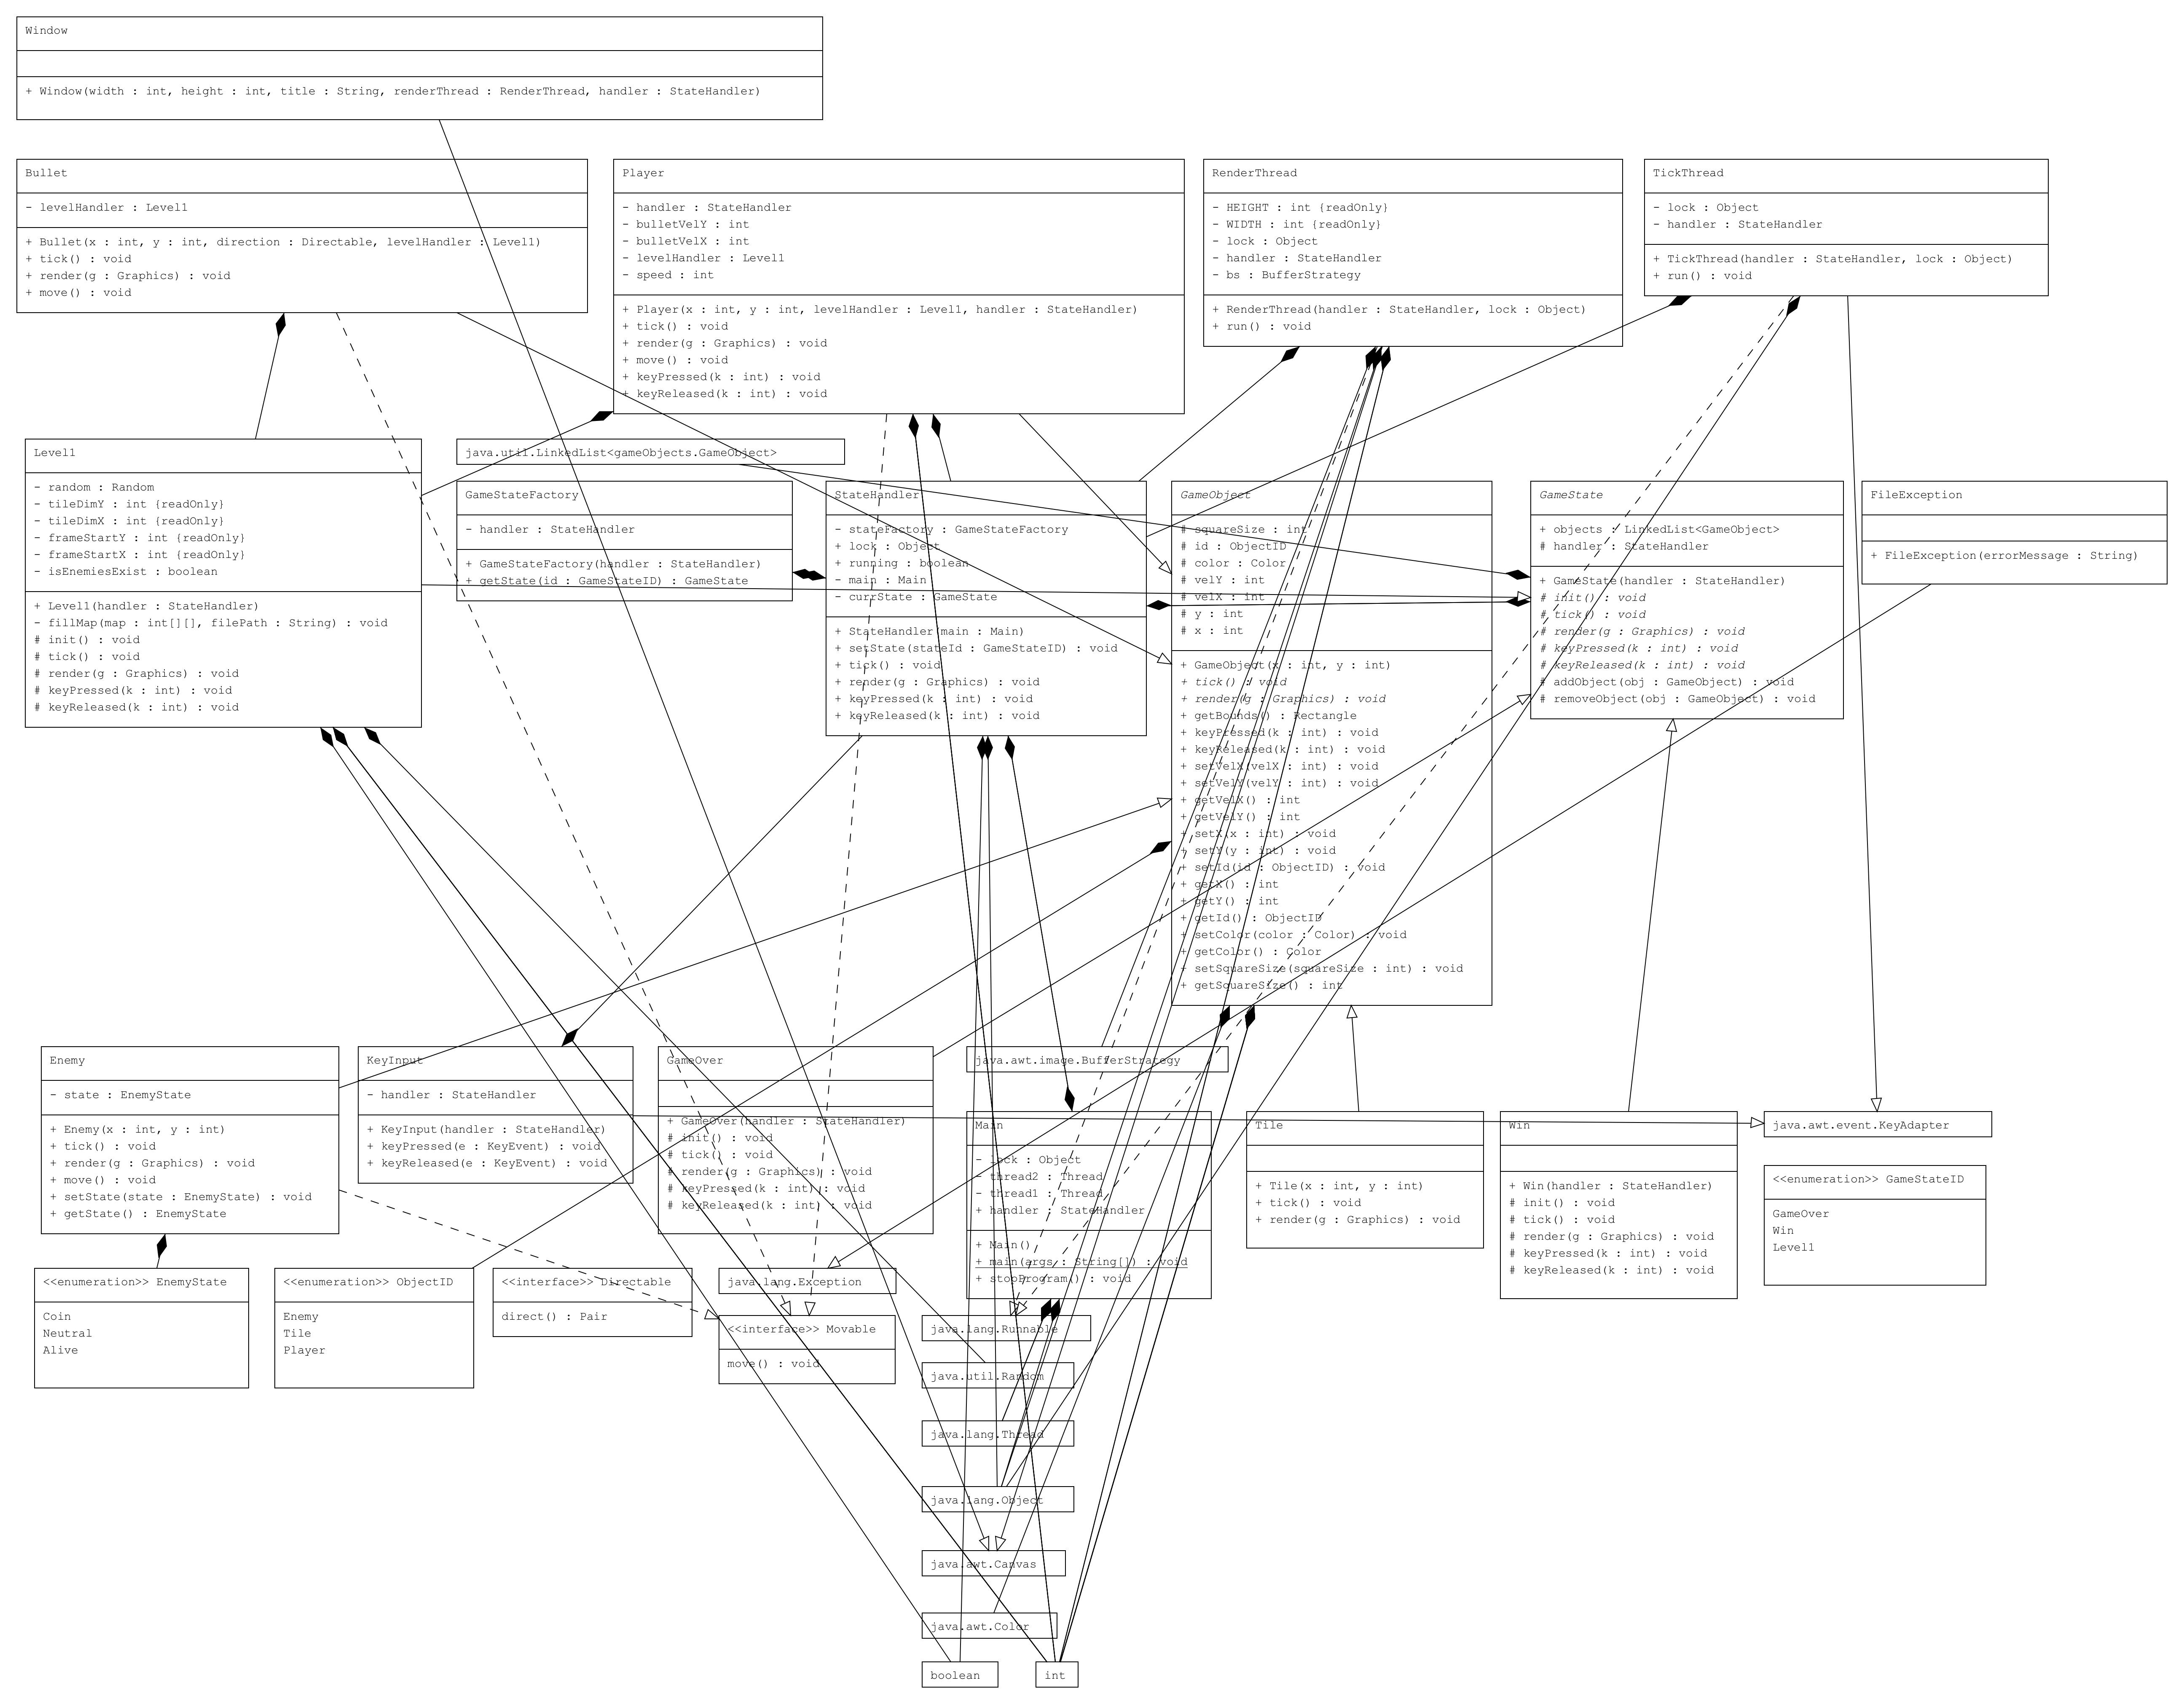 Window
+ Window(width : int, height : int, title : String, renderThread : RenderThread, handler : StateHandler)
Bullet
- levelHandler : Level1
+ Bullet(x : int, y : int, direction : Directable, levelHandler : Level1)
+ tick() : void
+ render(g : Graphics) : void
+ move() : void
Player
- handler : StateHandler
- bulletVelY : int
- bulletVelX : int
- levelHandler : Level1
- speed : int
+ Player(x : int, y : int, levelHandler : Level1, handler : StateHandler)
+ tick() : void
+ render(g : Graphics) : void
+ move() : void
+ keyPressed(k : int) : void
+ keyReleased(k : int) : void
RenderThread
- HEIGHT : int {readOnly}
- WIDTH : int {readOnly}
- lock : Object
- handler : StateHandler
- bs : BufferStrategy
+ RenderThread(handler : StateHandler, lock : Object)
+ run() : void
TickThread
- lock : Object
- handler : StateHandler
+ TickThread(handler : StateHandler, lock : Object)
+ run() : void
Level1
- random : Random
- tileDimY : int {readOnly}
- tileDimX : int {readOnly}
- frameStartY : int {readOnly}
- frameStartX : int {readOnly}
- isEnemiesExist : boolean
+ Level1(handler : StateHandler)
- fillMap(map : int[][], filePath : String) : void
# init() : void
# tick() : void
# render(g : Graphics) : void
# keyPressed(k : int) : void
# keyReleased(k : int) : void
java.util.LinkedList<gameObjects.GameObject>
GameStateFactory
- handler : StateHandler
+ GameStateFactory(handler : StateHandler)
+ getState(id : GameStateID) : GameState
StateHandler
- stateFactory : GameStateFactory
+ lock : Object
+ running : boolean
- main : Main
- currState : GameState
+ StateHandler(main : Main)
+ setState(stateId : GameStateID) : void
+ tick() : void
+ render(g : Graphics) : void
+ keyPressed(k : int) : void
+ keyReleased(k : int) : void
GameObject
# squareSize : int
# id : ObjectID
# color : Color
# velY : int
# velX : int
# y : int
# x : int
+ GameObject(x : int, y : int)
+ tick() : void
+ render(g : Graphics) : void
+ getBounds() : Rectangle
+ keyPressed(k : int) : void
+ keyReleased(k : int) : void
+ setVelX(velX : int) : void
+ setVelY(velY : int) : void
+ getVelX() : int
+ getVelY() : int
+ setX(x : int) : void
+ setY(y : int) : void
+ setId(id : ObjectID) : void
+ getX() : int
+ getY() : int
+ getId() : ObjectID
+ setColor(color : Color) : void
+ getColor() : Color
+ setSquareSize(squareSize : int) : void
+ getSquareSize() : int
GameState
+ objects : LinkedList<GameObject>
# handler : StateHandler
+ GameState(handler : StateHandler)
# init() : void
# tick() : void
# render(g : Graphics) : void
# keyPressed(k : int) : void
# keyReleased(k : int) : void
# addObject(obj : GameObject) : void
# removeObject(obj : GameObject) : void
FileException
+ FileException(errorMessage : String)
Enemy
- state : EnemyState
+ Enemy(x : int, y : int)
+ tick() : void
+ render(g : Graphics) : void
+ move() : void
+ setState(state : EnemyState) : void
+ getState() : EnemyState
KeyInput
- handler : StateHandler
+ KeyInput(handler : StateHandler)
+ keyPressed(e : KeyEvent) : void
+ keyReleased(e : KeyEvent) : void
GameOver
+ GameOver(handler : StateHandler)
# init() : void
# tick() : void
# render(g : Graphics) : void
# keyPressed(k : int) : void
# keyReleased(k : int) : void
java.awt.image.BufferStrategy
Main
- lock : Object
- thread2 : Thread
- thread1 : Thread
+ handler : StateHandler
+ Main()
+ main(args : String[]) : void
+ stopProgram() : void
Tile
+ Tile(x : int, y : int)
+ tick() : void
+ render(g : Graphics) : void
Win
+ Win(handler : StateHandler)
# init() : void
# tick() : void
# render(g : Graphics) : void
# keyPressed(k : int) : void
# keyReleased(k : int) : void
java.awt.event.KeyAdapter
<<enumeration>> GameStateID
GameOver
Win
Level1
<<enumeration>> EnemyState
Coin
Neutral
Alive
<<enumeration>> ObjectID
Enemy
Tile
Player
<<interface>> Directable
direct() : Pair
java.lang.Exception
<<interface>> Movable
move() : void
java.lang.Runnable
java.util.Random
java.lang.Thread
java.lang.Object
java.awt.Canvas
java.awt.Color
boolean
int